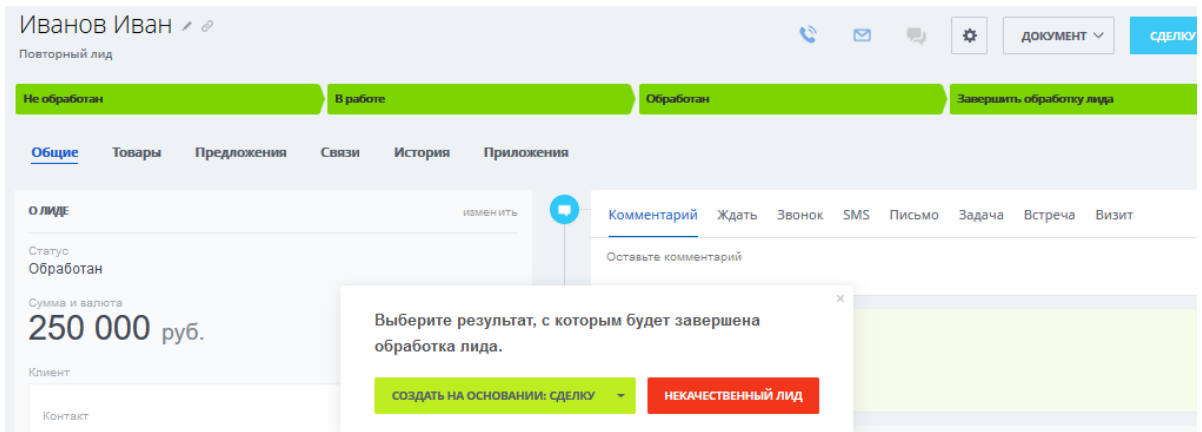 Иванов Иван
Повторный лид
ДОКУМЕНТ
СДЕЛКУ
Не обработан
В работе
Обработан
Завершить обработку лида
Общие Товары Предложения Связи История Приложения
О ЛИДЕ
изменить
Комментарий Ждать Звонок SMS Письмо Задача Встреча Визит
Оставьте комментарий
Статус
Обработан
Сумма и валюта
250 000 руб.
Клиент
Контакт
Выберите результат, с которым будет завершена
обработка лида.
СОЗДАТЬ НА ОСНОВАНИИ: СДЕЛКУ
НЕКАЧЕСТВЕННЫЙ ЛИД